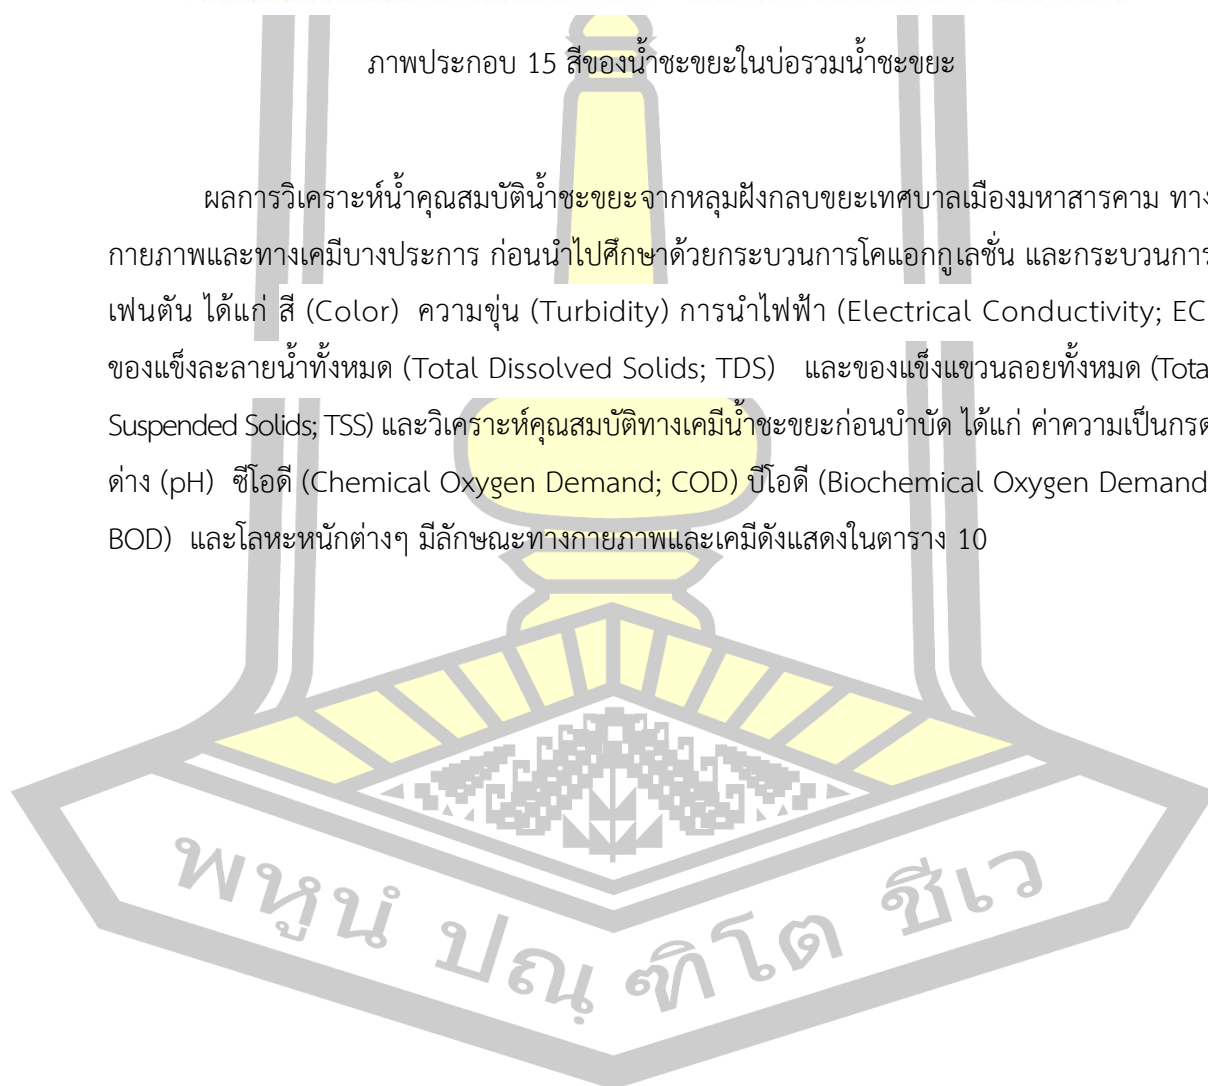 ภาพประกอบ 15 สีของน้ำชะขยะในบ่อรวมน้ำชะขยะ
ผลการวิเคราะห์น้ำคุณสมบัติน้ำชะขยะจากหลุมฝังกลบขยะเทศบาลเมืองมหาสารคาม ทาง
กายภาพและทางเคมีบางประการ ก่อนนำไปศึกษาด้วยกระบวนการโคแอกกูเลชั่น และกระบวนการ
เฟนตัน ได้แก่ สี (Color) ความขุ่น (Turbidity) การนำไฟฟ้า (Electrical Conductivity; EC
ของแข็งละลายน้ำทั้งหมด (Total Dissolved Solids; TDS) และของแข็งแขวนลอยทั้งหมด (Tota
Suspended Solids; TSS) และวิเคราะห์คุณสมบัติทางเคมีน้ำชะขยะก่อนบำบัด ได้แก่ ค่าความเป็นกรด
ด่าง (pH) ซีโอดี (Chemical Oxygen Demand; COD) บีโอดี (Biochemical Oxygen Demand
BOD) และโลหะหนักต่างๆ มีลักษณะทางกายภาพและเคมีดังแสดงในตาราง 10
พหูนํ ปณฺฑิโต ชีเว